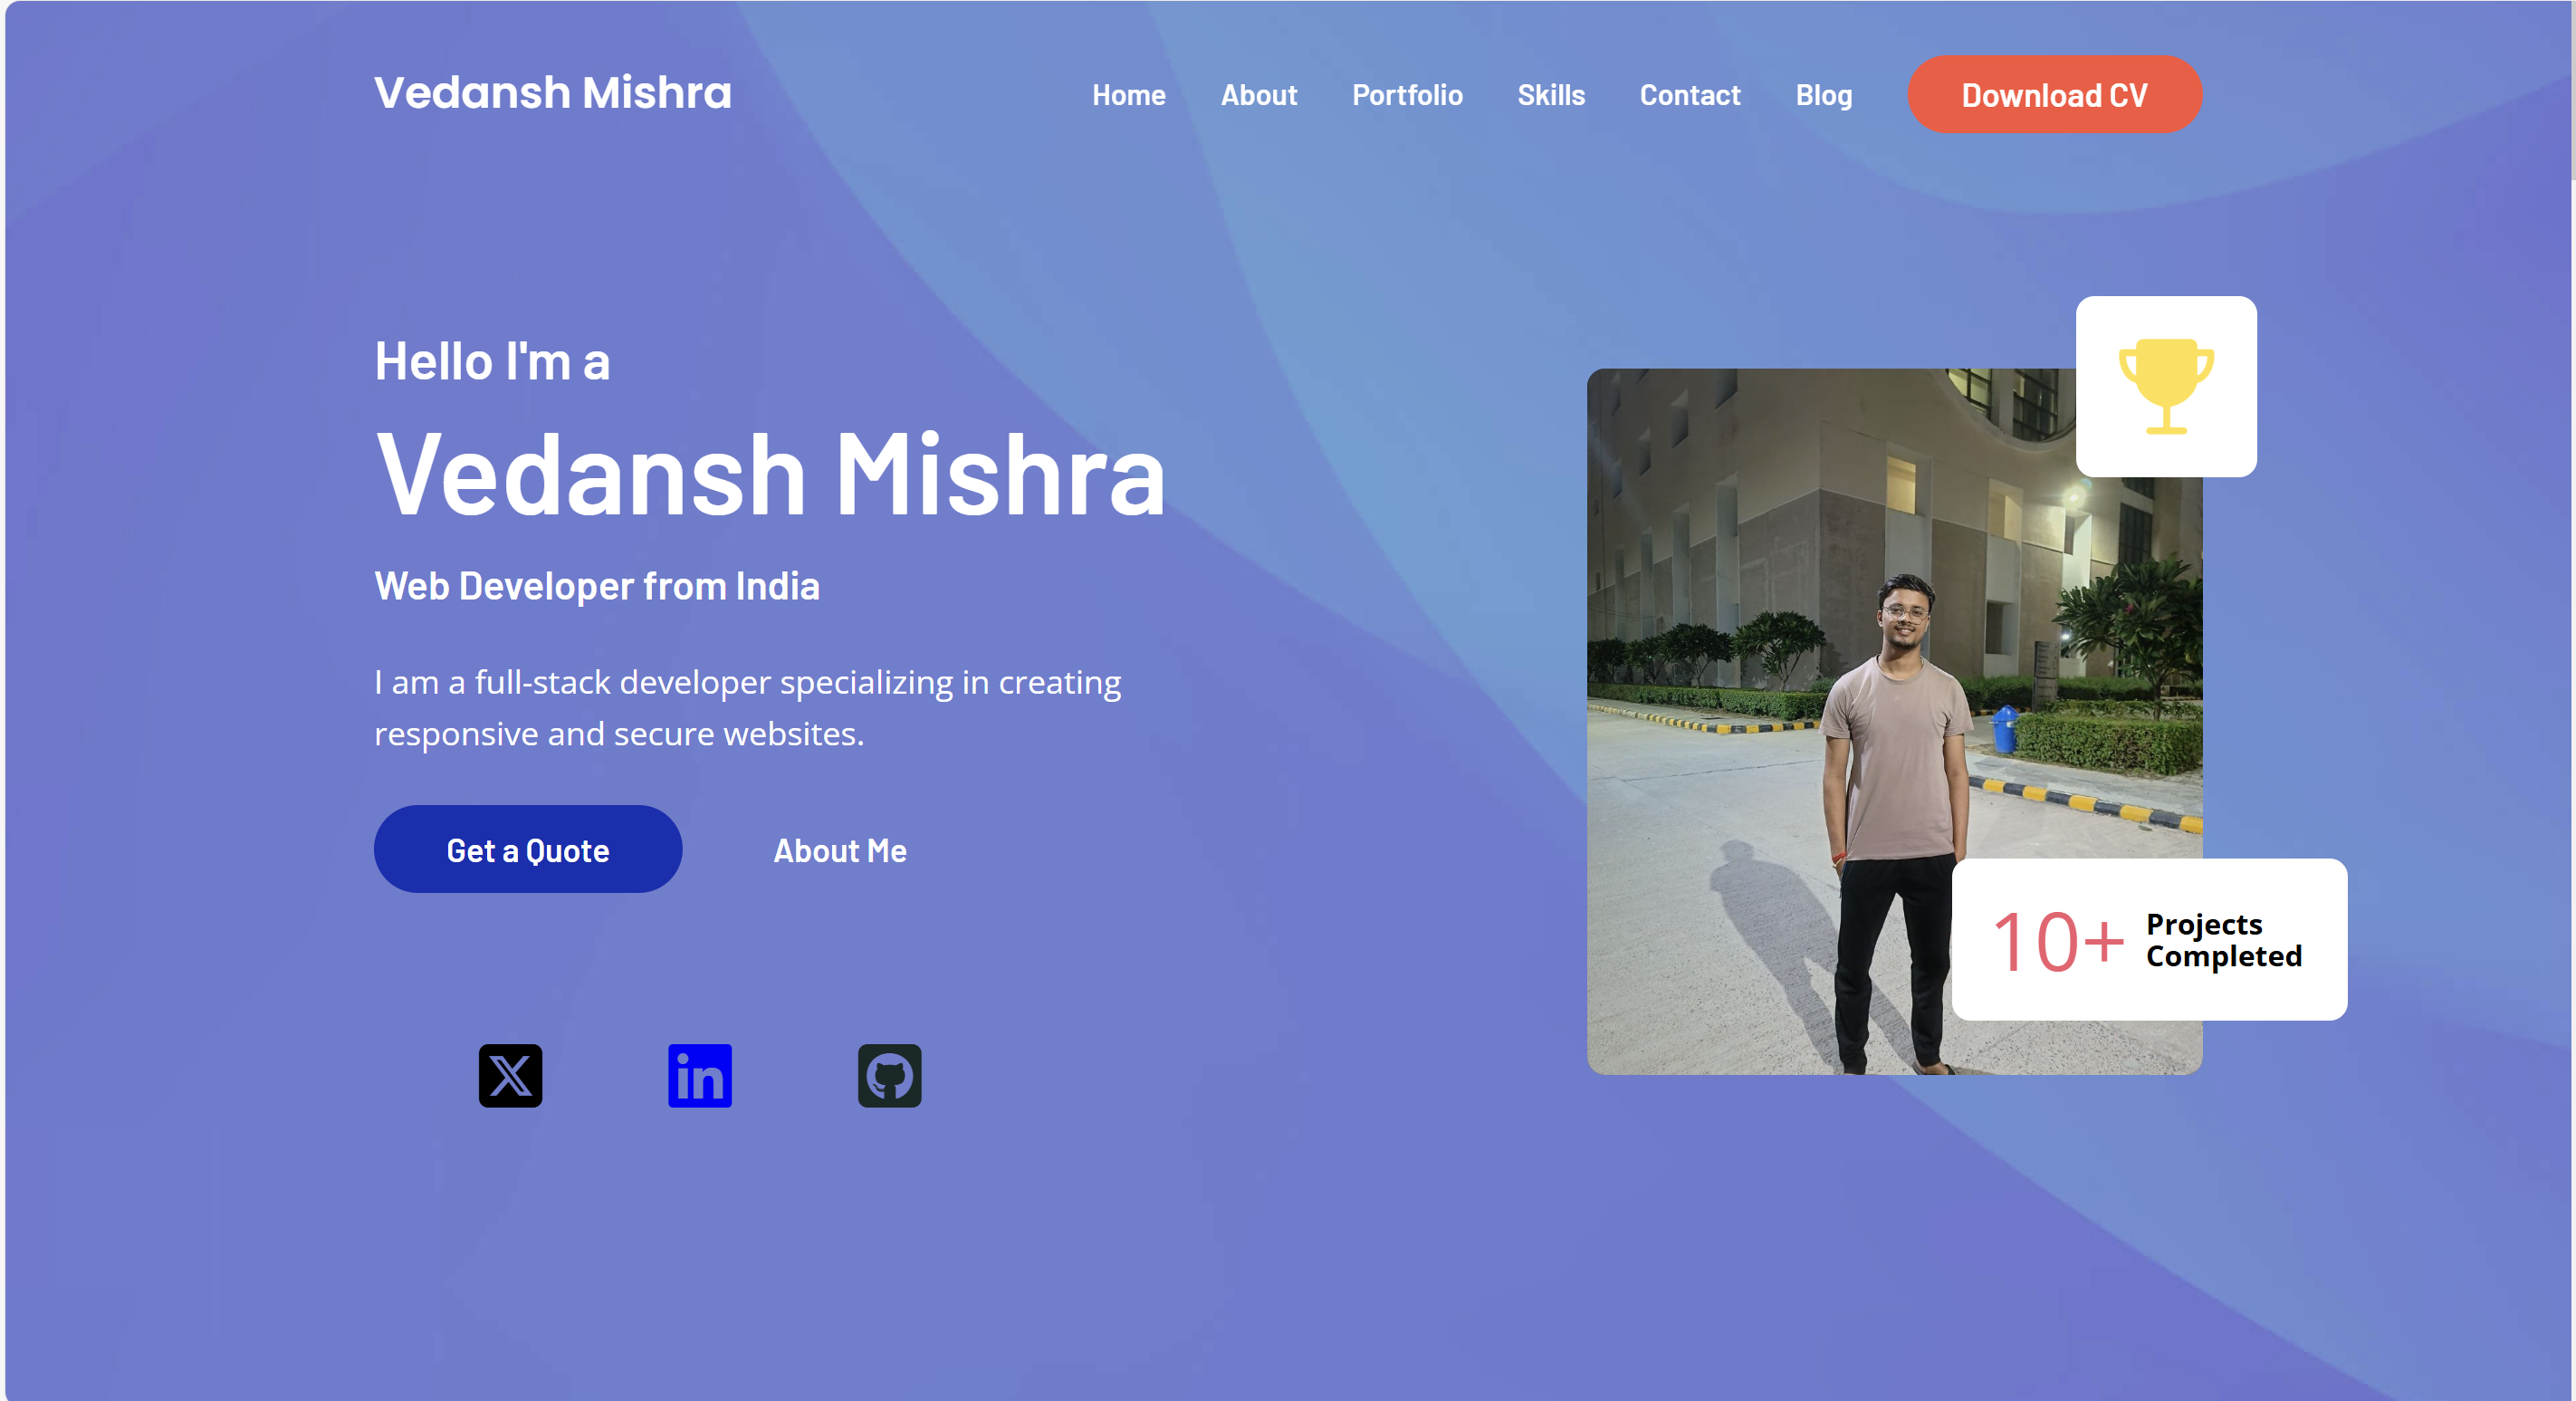 Vedansh Mishra
Home About Portfolio Skills Contact Blog Download CV
Hello I'm a
Vedansh Mishra
Web Developer from India
I am a full-stack developer specializing in creating
responsive and secure websites.
Get a Quote About Me
10+ Projects
Completed
X in